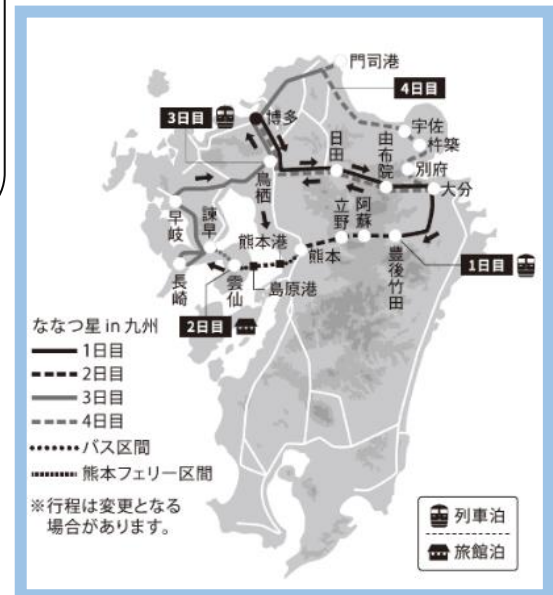 門司港
4日目
3日目
博多
宇佐
杵築
日田
由布院
別府
大分
鳥栖
早岐
諫早
熊本港
立野
阿蘇
熊本
豊後竹田
長崎
雲仙
島原港
1日目
2日目
ななつ星 in 九州
1日目
2日目
3日目
4日目
バス区間
熊本フェリー区間
※行程は変更となる
場合があります。
列車泊
旅館泊